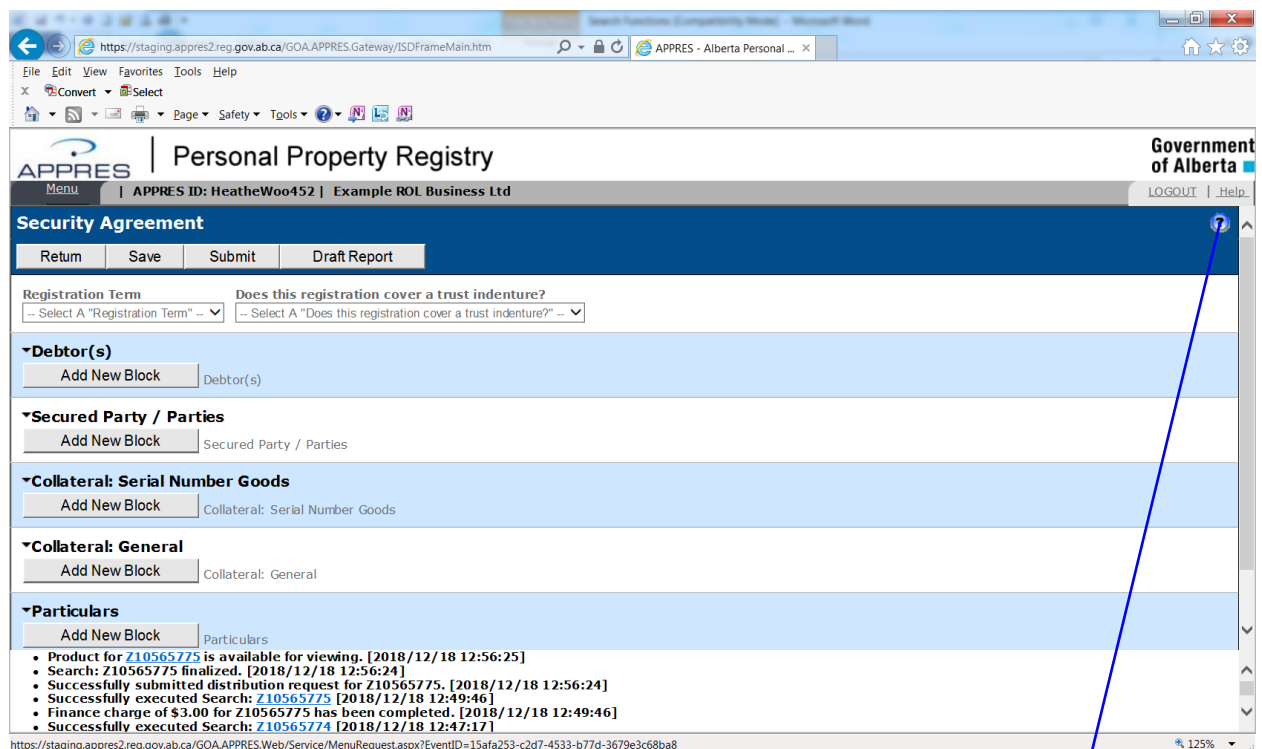 Search Functions [Compatibility Mode] - Microsoft Word
https://staging.appres2.reg.gov.ab.ca/GOA.APPRES.Gateway/ISDFrameMain.htm
APPRES - Alberta Personal ... ×
File Edit View Favorites Tools Help
x Convert Select
Page Safety Tools
APPRES | Personal Property Registry
Government of Alberta
Menu | APPRES ID: HeatheWoo452 | Example ROL Business Ltd
LOGOUT | Help
Security Agreement
Return Save Submit Draft Report
Registration Term Does this registration cover a trust indenture?
-- Select A "Registration Term" -- -- Select A "Does this registration cover a trust indenture?" --
Debtor(s)
Add New Block Debtor(s)
Secured Party / Parties
Add New Block Secured Party / Parties
Collateral: Serial Number Goods
Add New Block Collateral: Serial Number Goods
Collateral: General
Add New Block Collateral: General
Particulars
Add New Block Particulars
• Product for Z10565775 is available for viewing. [2018/12/18 12:56:25]
• Search: Z10565775 finalized. [2018/12/18 12:56:24]
• Successfully submitted distribution request for Z10565775. [2018/12/18 12:56:24]
• Successfully executed Search: Z10565775 [2018/12/18 12:49:46]
• Finance charge of $3.00 for Z10565775 has been completed. [2018/12/18 12:49:46]
• Successfully executed Search: Z10565774 [2018/12/18 12:47:17]
https://staging.appres2.reg.gov.ab.ca/GOA.APPRES.Web/Service/MenuRequest.aspx?EventID=15afa253-c2d7-4533-b77d-3679e3c68ba8
125%